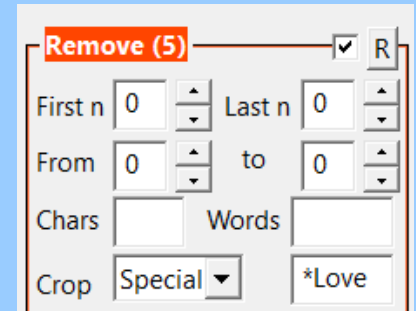 Remove (5) R
First n 0 Last n 0
From 0 to 0
Chars Words
Crop Special *Love